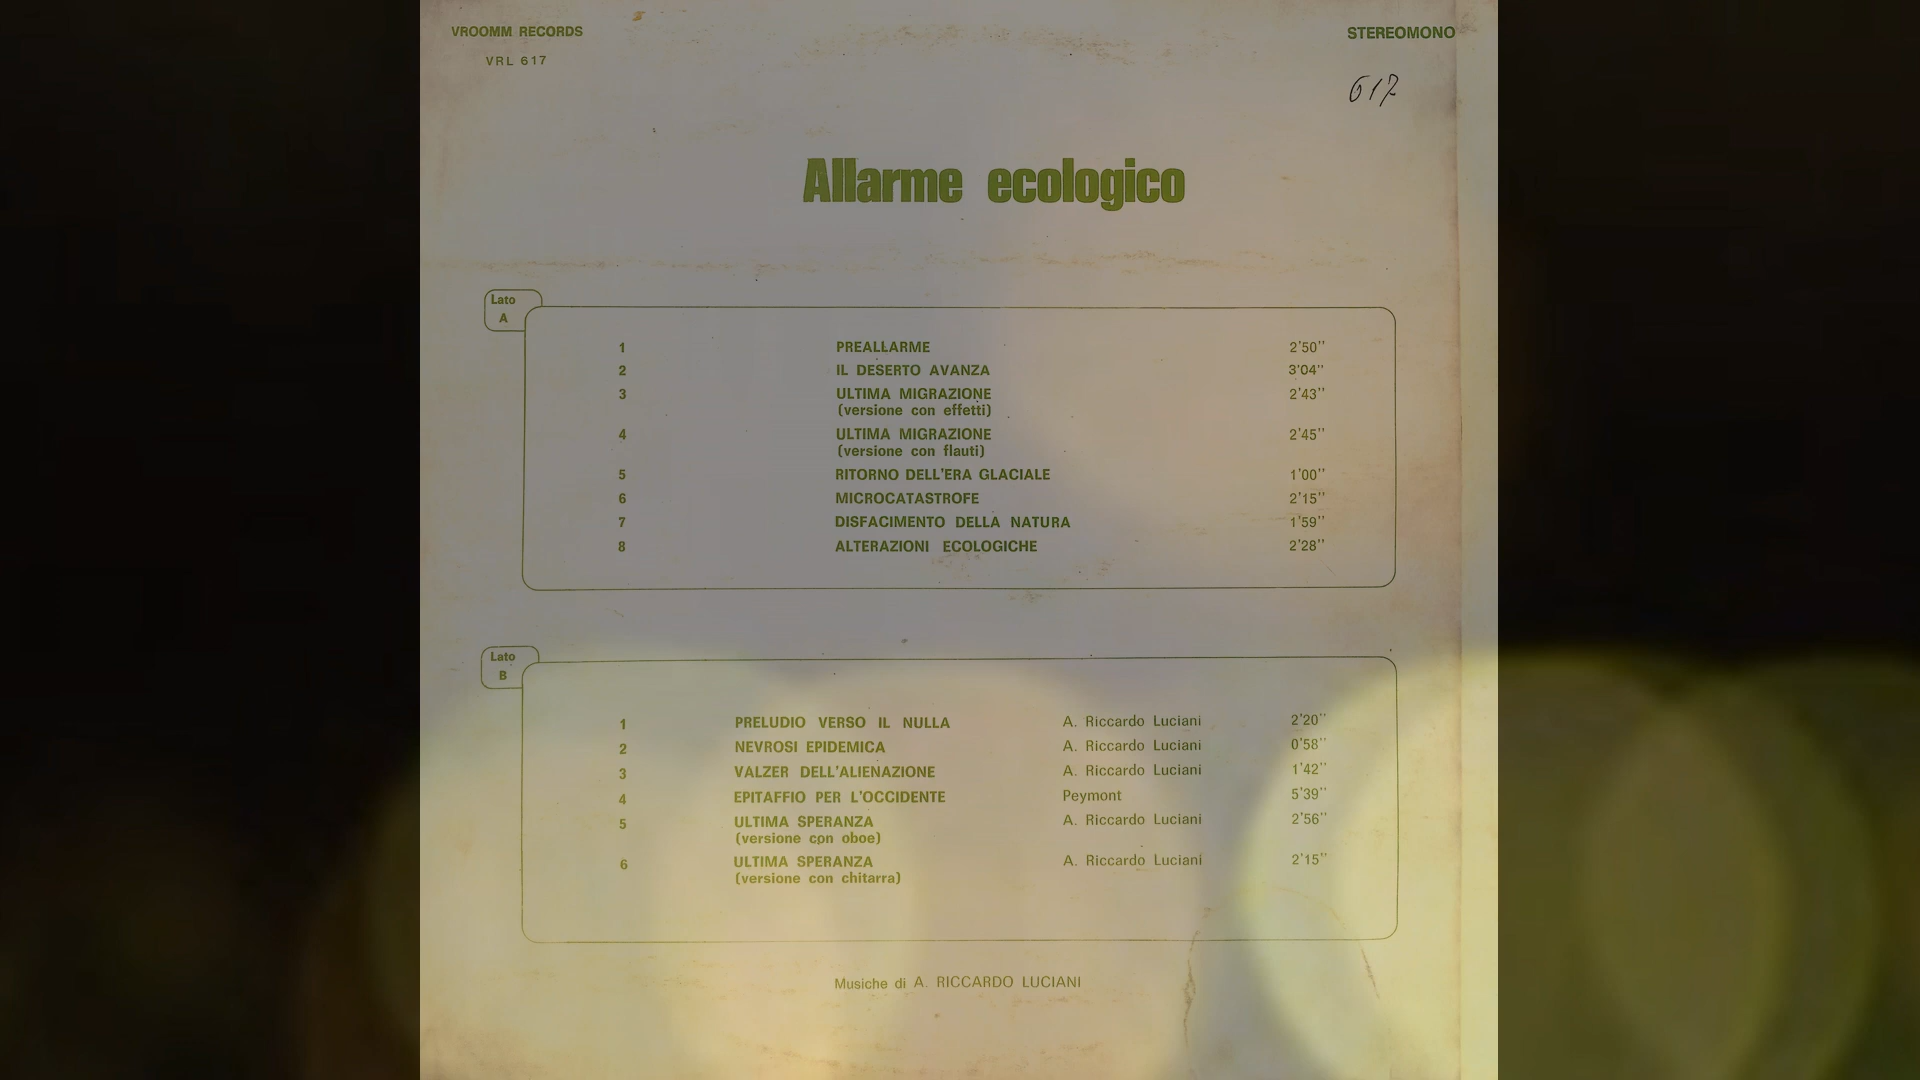 VROOMM RECORDS
STEREOMONO
VRL 617
617
Allarme ecologico
Lato
A
1 PREALLARME 2'50''
2 IL DESERTO AVANZA 3'04''
3 ULTIMA MIGRAZIONE 2'43''
(versione con effetti)
4 ULTIMA MIGRAZIONE 2'45''
(versione con flauti)
5 RITORNO DELL'ERA GLACIALE 1'00''
6 MICROCATASTROFE 2'15''
7 DISFACIMENTO DELLA NATURA 1'59''
8 ALTERAZIONI ECOLOGICHE 2'28''
Lato
B
1 PRELUDIO VERSO IL NULLA A. Riccardo Luciani 2'20''
2 NEVROSI EPIDEMICA A. Riccardo Luciani 0'58''
3 VALZER DELL'ALIENAZIONE A. Riccardo Luciani 1'42''
4 EPITAFFIO PER L'OCCIDENTE Peymont 5'39''
5 ULTIMA SPERANZA A. Riccardo Luciani 2'56''
(versione con oboe)
6 ULTIMA SPERANZA A. Riccardo Luciani 2'15''
(versione con chitarra)
Musiche di A. RICCARDO LUCIANI